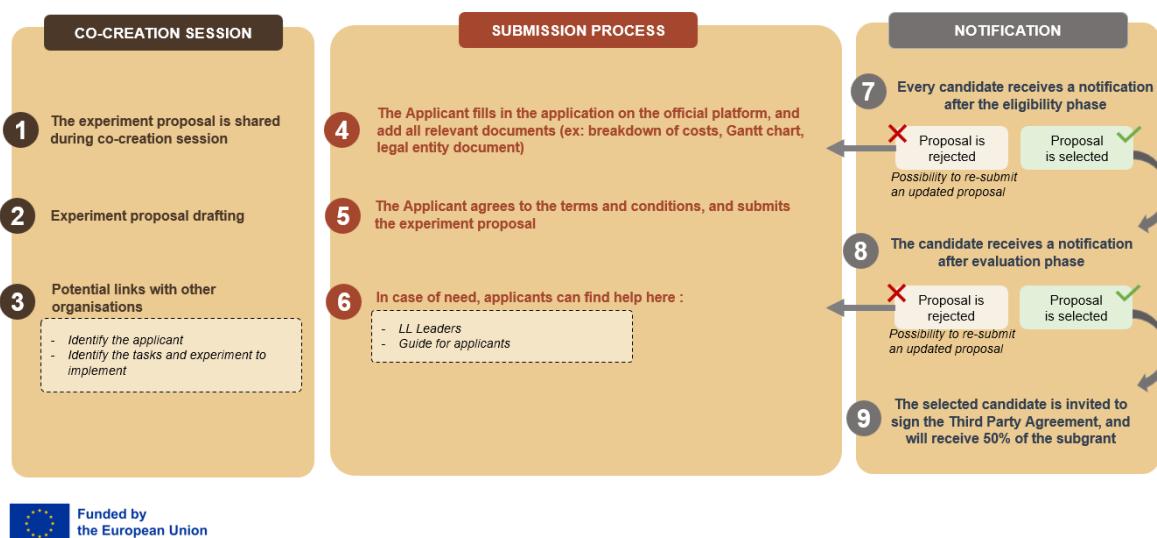 CO-CREATION SESSION
1
The experiment proposal is shared
during co-creation session
2
Experiment proposal drafting
3
Potential links with other
organisations
- Identify the applicant
- Identify the tasks and experiment to
implement
SUBMISSION PROCESS
4
The Applicant fills in the application on the official platform, and
add all relevant documents (ex: breakdown of costs, Gantt chart,
legal entity document)
5
The Applicant agrees to the terms and conditions, and submits
the experiment proposal
6
In case of need, applicants can find help here :
- LL Leaders
- Guide for applicants
NOTIFICATION
7
Every candidate receives a notification
after the eligibility phase
Proposal is
rejected
Proposal
is selected
Possibility to re-submit
an updated proposal
8
The candidate receives a notification
after evaluation phase
Proposal is
rejected
Proposal
is selected
Possibility to re-submit
an updated proposal
9
The selected candidate is invited to
sign the Third Party Agreement, and
will receive 50% of the subgrant
Funded by
the European Union